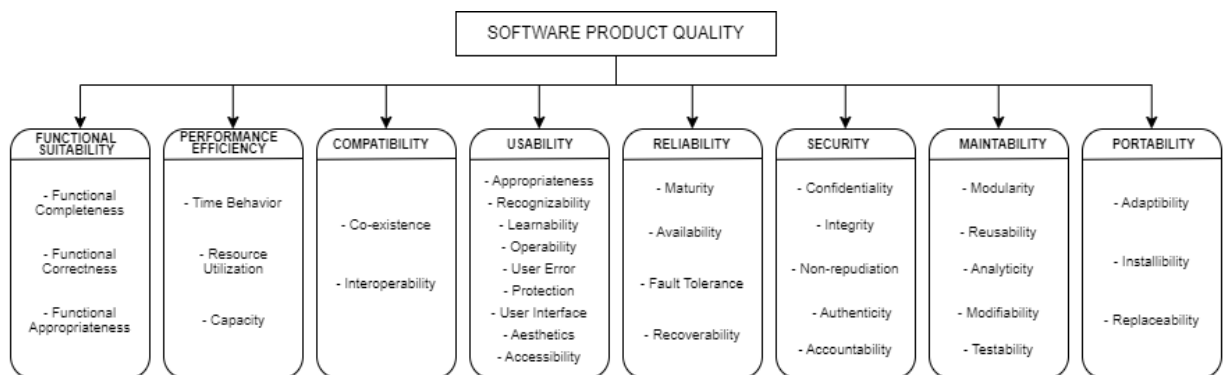 SOFTWARE PRODUCT QUALITY
FUNCTIONAL
SUITABILITY
- Functional
Completeness
- Functional
Correctness
- Functional
Appropriateness
PERFORMANCE
EFFICIENCY
- Time Behavior
- Resource
Utilization
- Capacity
COMPATIBILITY
- Co-existence
- Interoperability
USABILITY
- Appropriateness
- Recognizability
- Learnability
- Operability
- User Error
- Protection
- User Interface
- Aesthetics
- Accessibility
RELIABILITY
- Maturity
- Availability
- Fault Tolerance
- Recoverability
SECURITY
- Confidentiality
- Integrity
- Non-repudiation
- Authenticity
- Accountability
MAINTABILITY
- Modularity
- Reusability
- Analyticity
- Modifiability
- Testability
PORTABILITY
- Adaptibility
- Installibility
- Replaceability